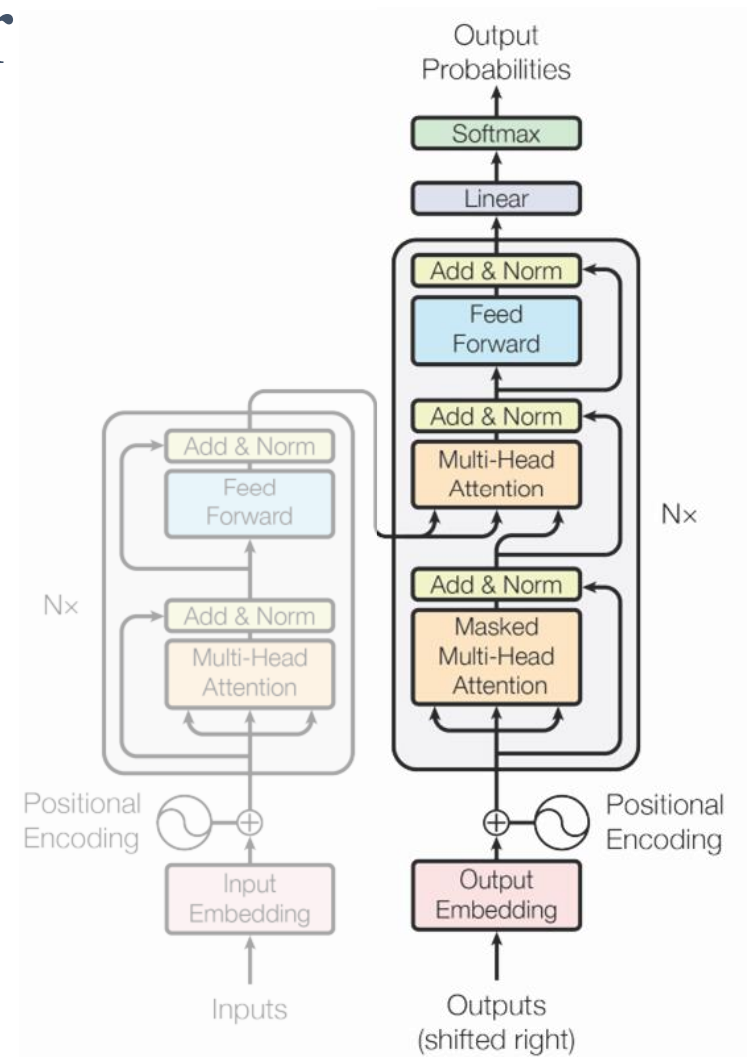 Output
Probabilities
Softmax
Linear
Add & Norm
Feed
Forward
Add & Norm
Multi-Head
Attention
Nx
Add & Norm
Masked
Multi-Head
Attention
Positional
Encoding
Output
Embedding
Outputs
(shifted right)
Add & Norm
Feed
Forward
Nx
Add & Norm
Multi-Head
Attention
Positional
Encoding
Input
Embedding
Inputs